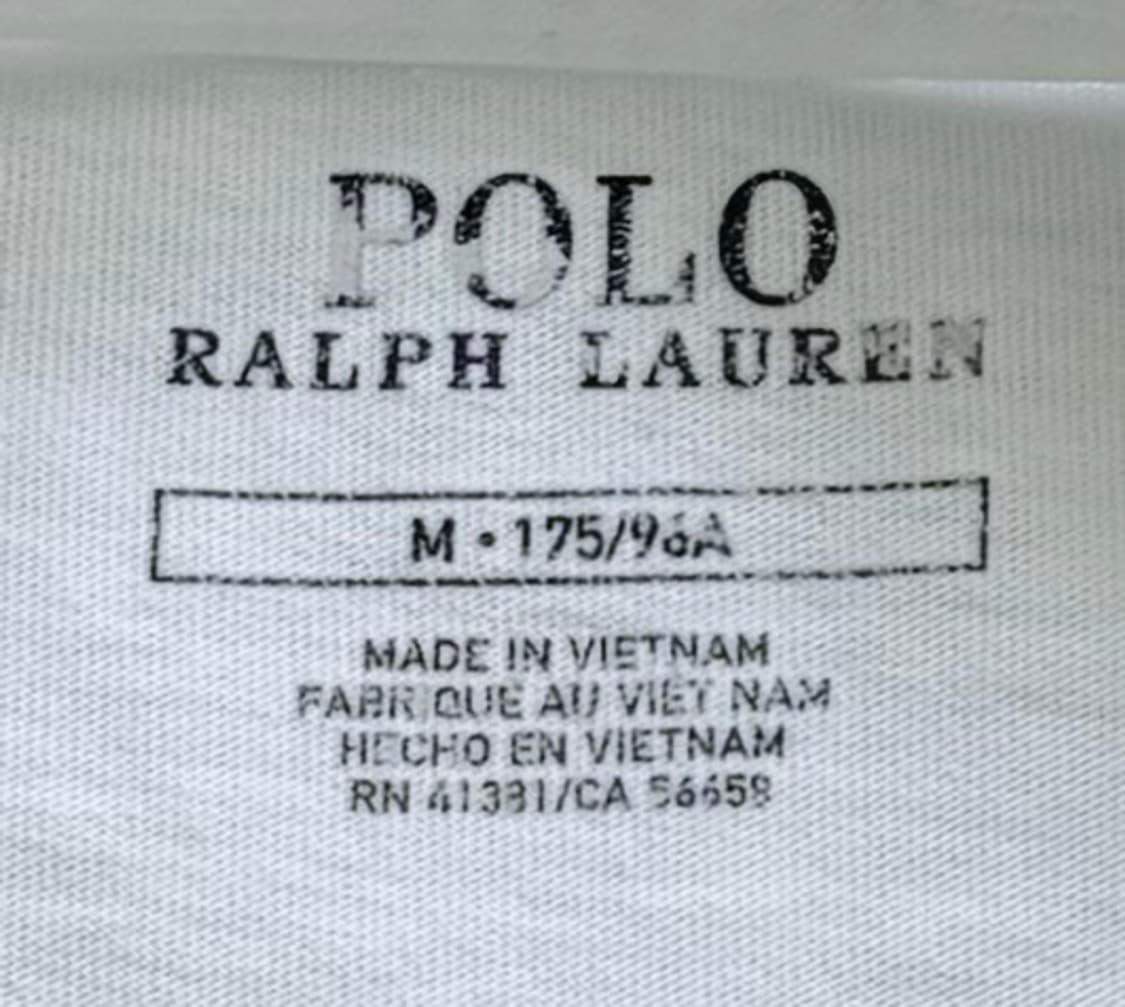 POLO
RALPH LAUREN
M • 175/96A
MADE IN VIETNAM
FABRIQUE AU VIET NAM
HECHO EN VIETNAM
RN 41381/CA 56658